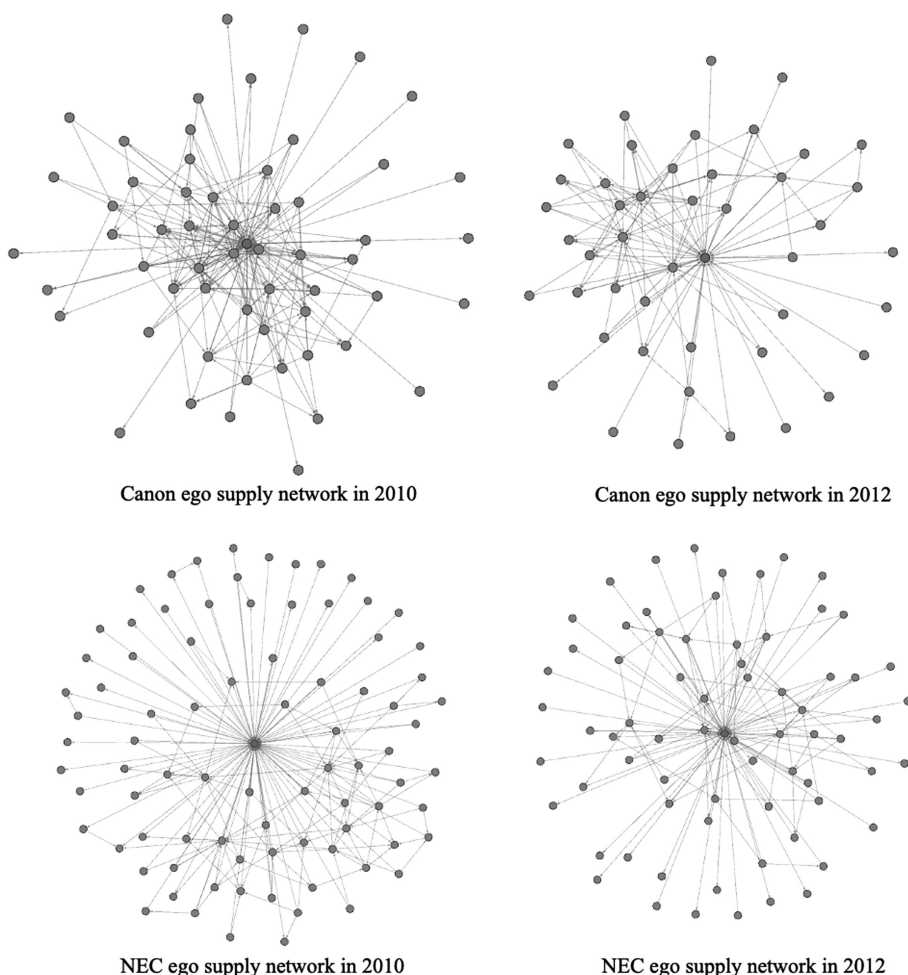 Canon ego supply network in 2010
Canon ego supply network in 2012
NEC ego supply network in 2010
NEC ego supply network in 2012